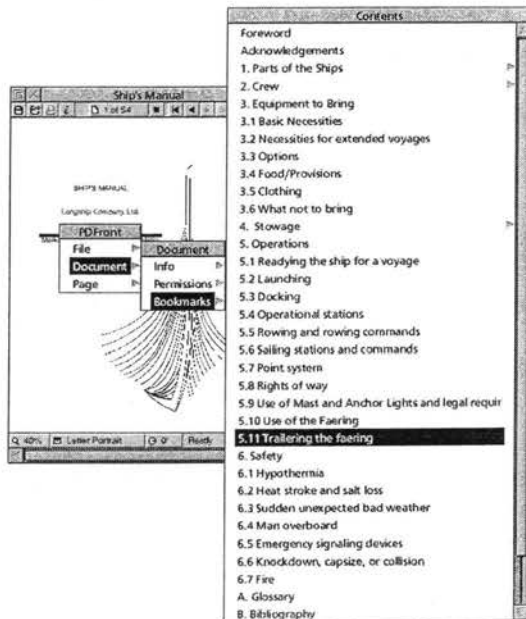 Ship's Manual
1 of 54
SHIP'S MANUAL
Longship Company, Ltd.
PDFront
File
Document
Page
Document
Info
Permissions
Bookmarks
40%
Letter Portrait
0°
Ready
Contents
Foreword
Acknowledgements
1. Parts of the Ships
2. Crew
3. Equipment to Bring
3.1 Basic Necessities
3.2 Necessities for extended voyages
3.3 Options
3.4 Food/Provisions
3.5 Clothing
3.6 What not to bring
4. Stowage
5. Operations
5.1 Readying the ship for a voyage
5.2 Launching
5.3 Docking
5.4 Operational stations
5.5 Rowing and rowing commands
5.6 Sailing stations and commands
5.7 Point system
5.8 Rights of way
5.9 Use of Mast and Anchor Lights and legal requir
5.10 Use of the Faering
5.11 Trailering the faering
6. Safety
6.1 Hypothermia
6.2 Heat stroke and salt loss
6.3 Sudden unexpected bad weather
6.4 Man overboard
6.5 Emergency signaling devices
6.6 Knockdown, capsize, or collision
6.7 Fire
A. Glossary
B. Bibliography